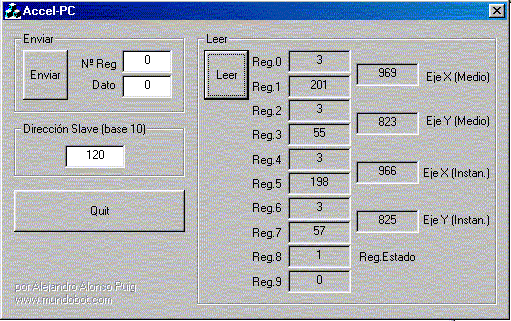 Accel-PC
Enviar
Enviar
Nº Reg 0
Dato 0
Dirección Slave (base 10)
120
Quit
por Alejandro Alonso Puig
www.mundobot.com
Leer
Leer
Reg.0 3
Reg.1 201
969 Eje X (Medio)
Reg.2 3
Reg.3 55
823 Eje Y (Medio)
Reg.4 3
Reg.5 198
966 Eje X (Instan.)
Reg.6 3
Reg.7 57
825 Eje Y (Instan.)
Reg.8 1 Reg.Estado
Reg.9 0